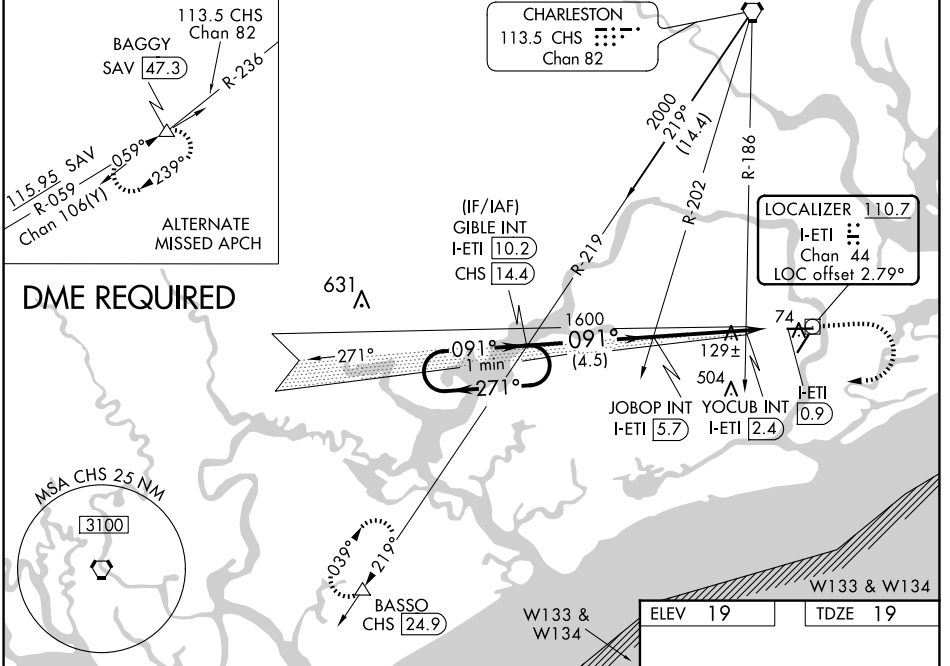 113.5 CHS
Chan 82
BAGGY
SAV 47.3
R-236
059°
239°
115.95 SAV
R-059
Chan 106(Y)
ALTERNATE
MISSED APCH
CHARLESTON
113.5 CHS
Chan 82
2000
219°
(14.4)
R-186
R-202
R-219
(IF/IAF)
GIBLE INT
I-ETI 10.2
CHS 14.4
LOCALIZER 110.7
I-ETI
Chan 44
LOC offset 2.79°
DME REQUIRED
631
1600
74
271°
091°
1 min
271°
091°
(4.5)
129±
504
JOBOP INT
I-ETI 5.7
YOCUB INT
I-ETI 2.4
I-ETI
0.9
MSA CHS 25 NM
3100
039°
219°
BASSO
CHS 24.9
W133 &
W134
W133 & W134
ELEV 19
TDZE 19